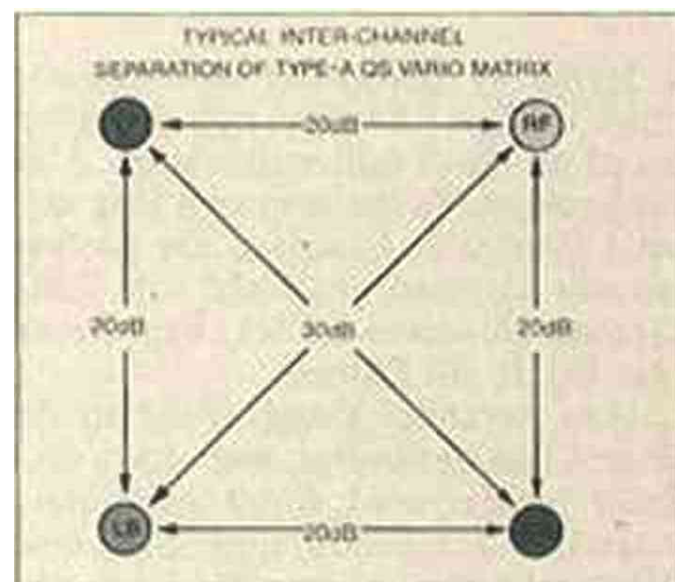 TYPICAL INTER-CHANNEL
SEPARATION OF TYPE-A QS VARIO MATRIX
20dB
RF
20dB
30dB
20dB
LB
20dB